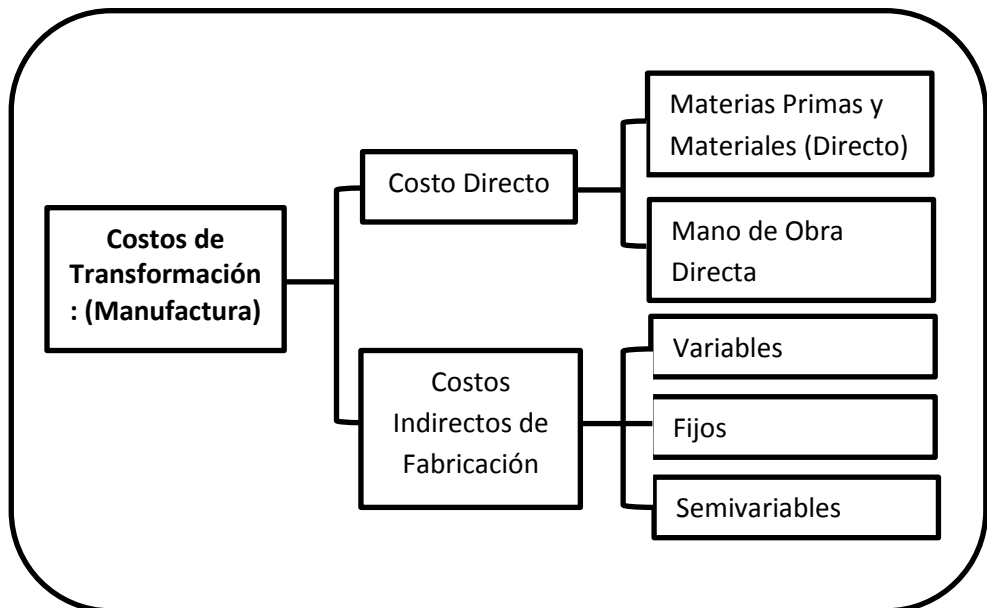 Costos de
Transformación
: (Manufactura)
Costo Directo
Materias Primas y
Materiales (Directo)
Mano de Obra
Directa
Costos
Indirectos de
Fabricación
Variables
Fijos
Semivariables